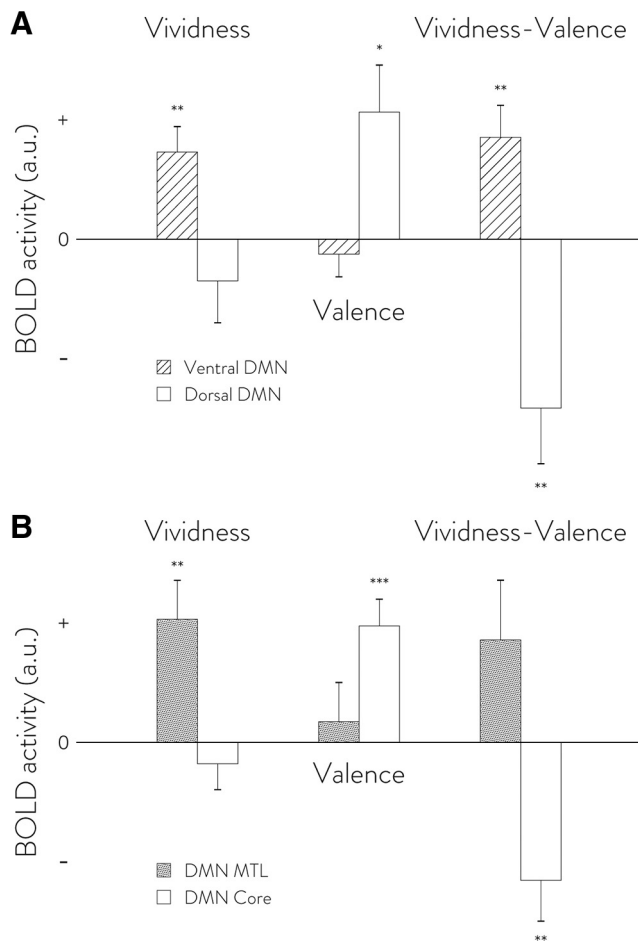 A
Vividness
Vividness-Valence
**
*
**
BOLD activity (a.u.)
+
0
-
Valence
Ventral DMN
Dorsal DMN
**
B
Vividness
Vividness-Valence
**
***
BOLD activity (a.u.)
+
0
-
Valence
DMN MTL
DMN Core
**